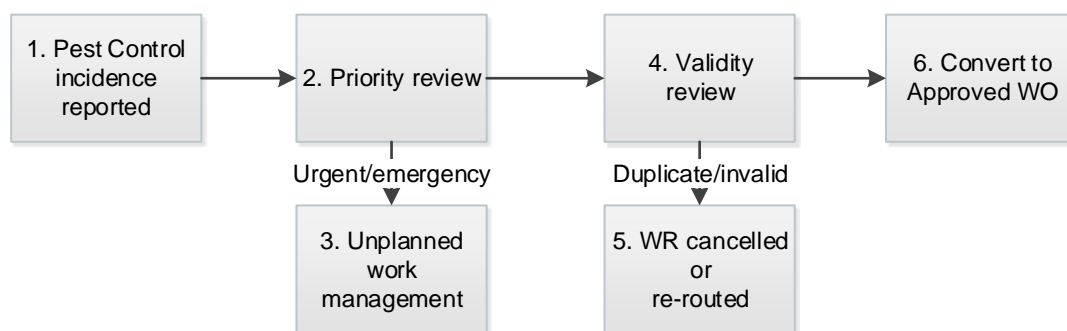 1. Pest Control
incidence
reported
2. Priority review
4. Validity
review
6. Convert to
Approved WO
Urgent/emergency
Duplicate/invalid
3. Unplanned
work
management
5. WR cancelled
or
re-routed